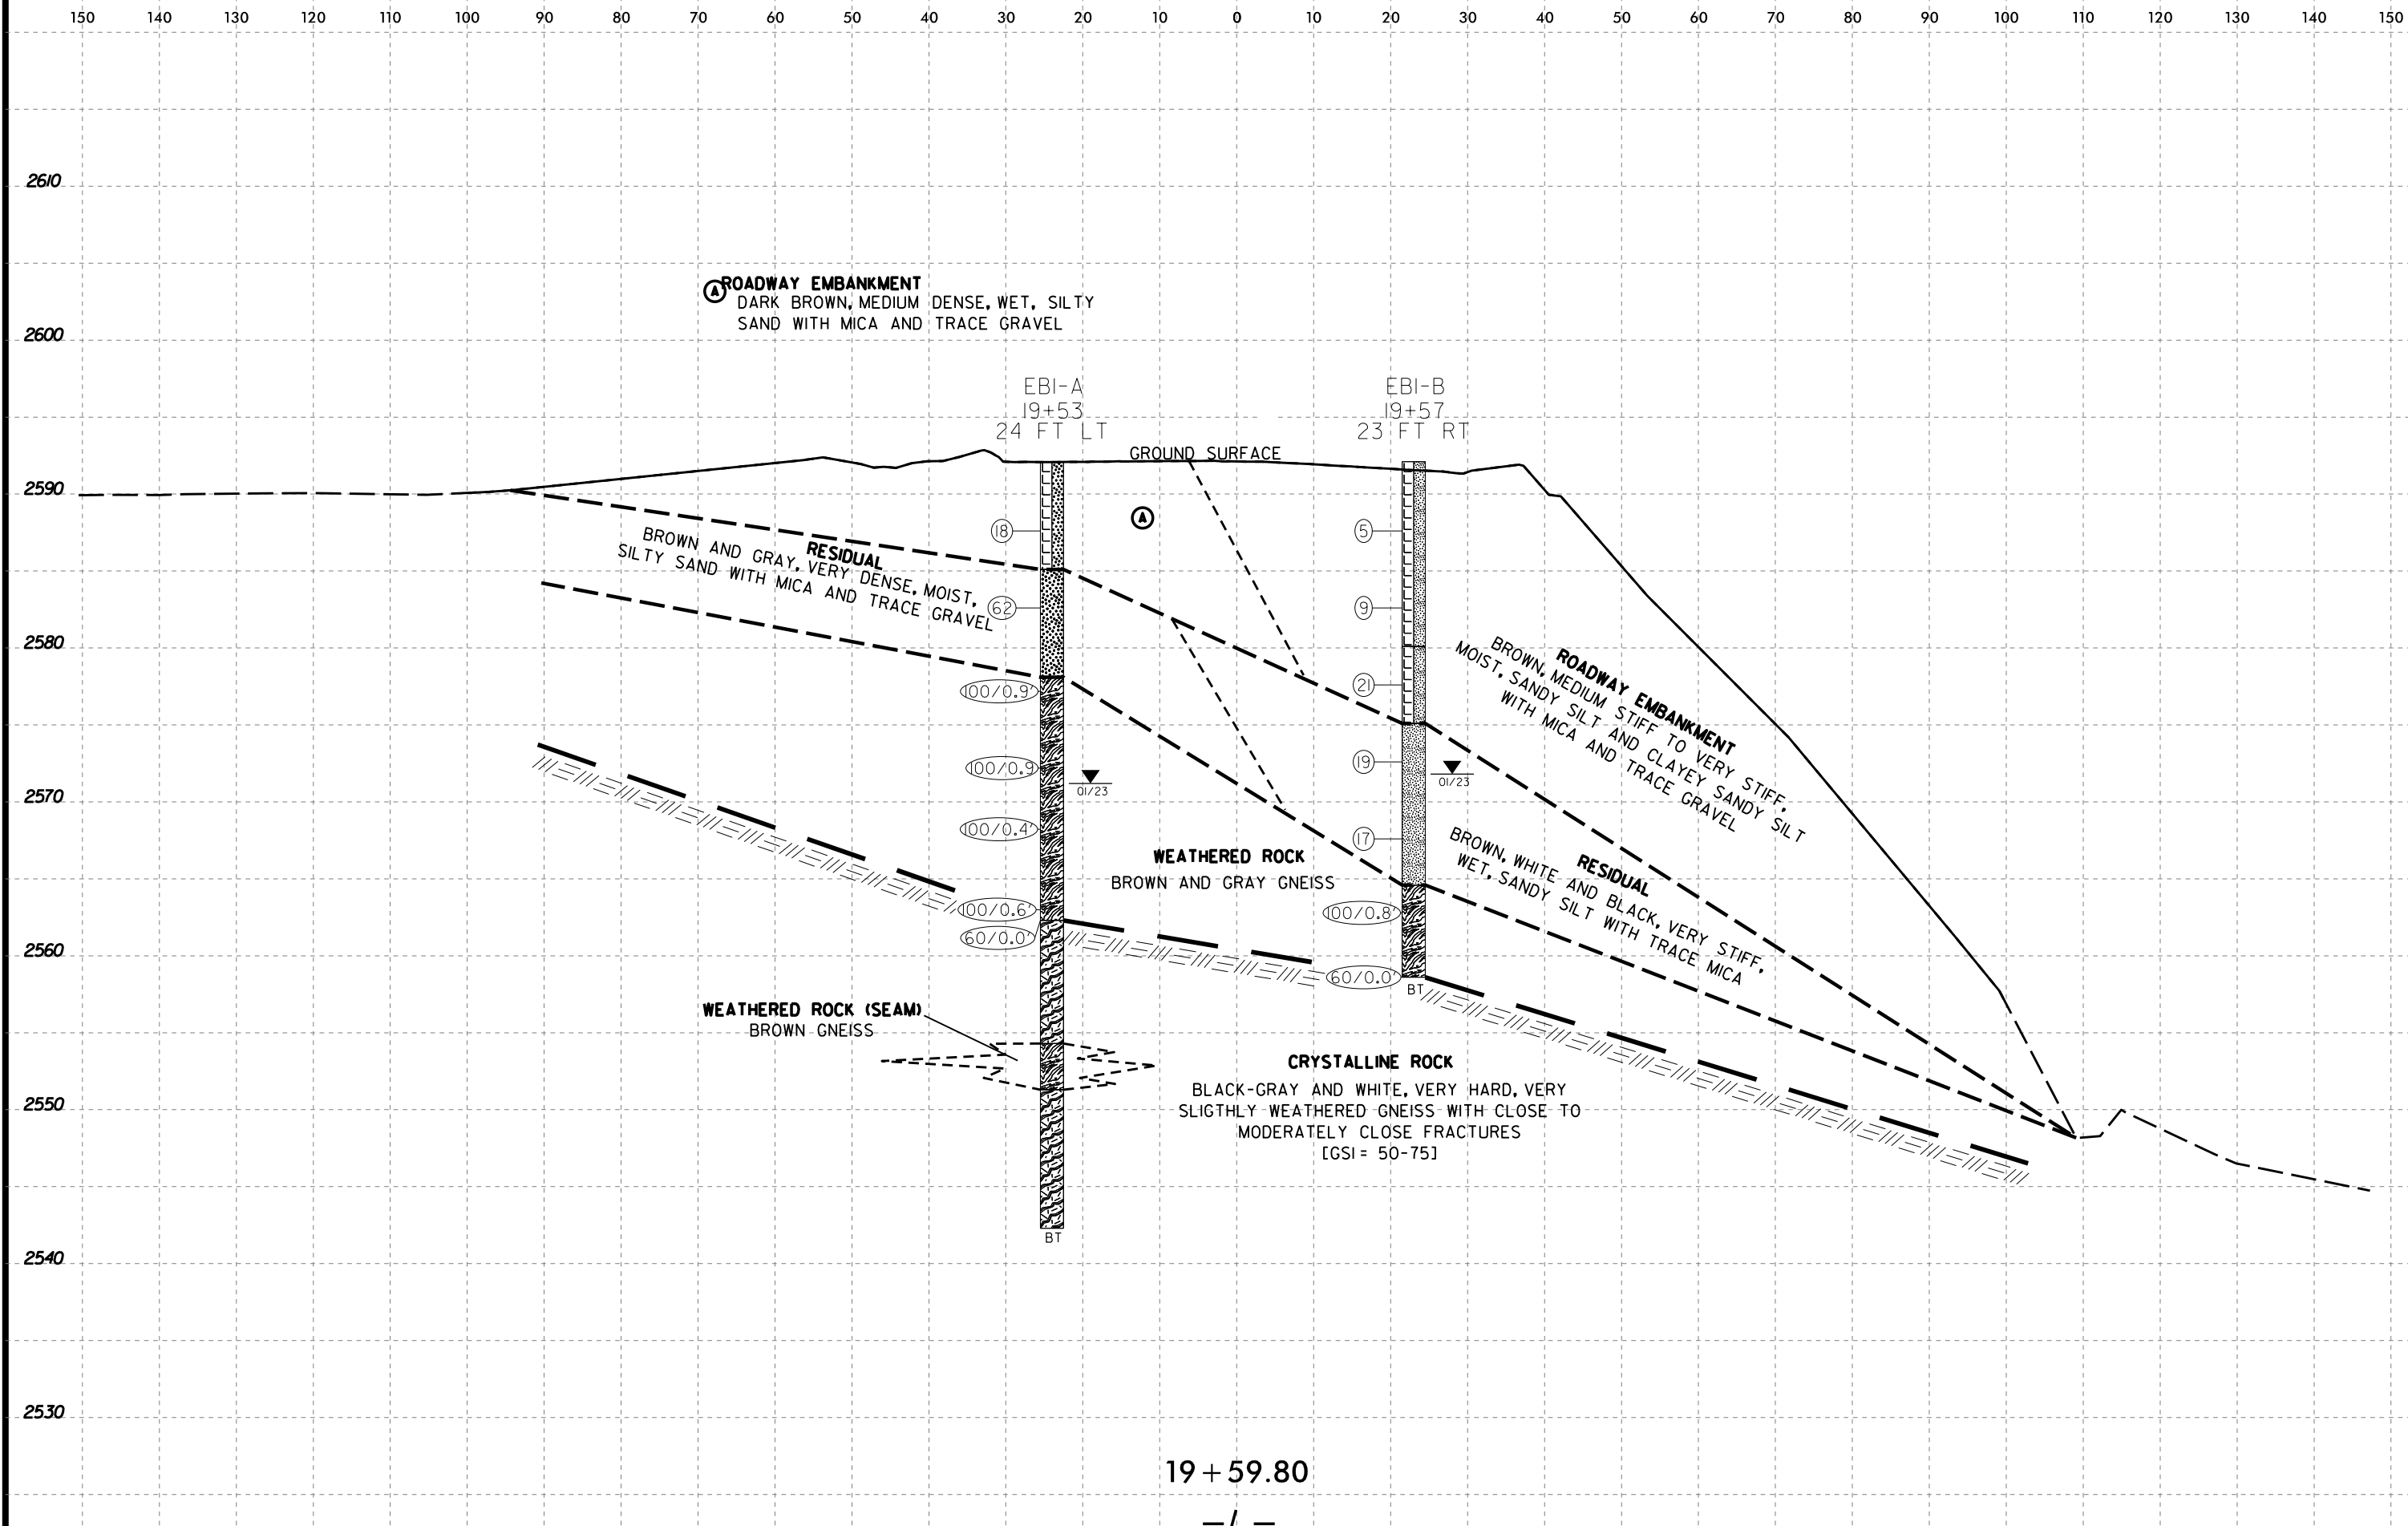 150 140 130 120 110 100 90 80 70 60 50 40 30 20 10 0 10 20 30 40 50 60 70 80 90 100 110 120 130 140 150
2610
A ROADWAY EMBANKMENT
DARK BROWN, MEDIUM DENSE, WET, SILTY
SAND WITH MICA AND TRACE GRAVEL
2600
EB1-A
19+53
24 FT LT
EB1-B
19+57
23 FT RT
GROUND SURFACE
2590
A
18
5
RESIDUAL
BROWN AND GRAY, VERY DENSE, MOIST,
SILTY SAND WITH MICA AND TRACE GRAVEL
62
9
2580
21
100/0.9'
ROADWAY EMBANKMENT
BROWN, MEDIUM STIFF TO VERY STIFF,
MOIST, SANDY SILT AND CLAYEY SANDY SILT
WITH MICA AND TRACE GRAVEL
100/0.9
01/23
19
01/23
2570
100/0.4'
17
WEATHERED ROCK
BROWN AND GRAY GNEISS
RESIDUAL
BROWN, WHITE AND BLACK, VERY STIFF,
WET, SANDY SILT WITH TRACE MICA
100/0.6'
100/0.8'
60/0.0'
2560
60/0.0'
BT
WEATHERED ROCK (SEAM)
BROWN GNEISS
CRYSTALLINE ROCK
BLACK-GRAY AND WHITE, VERY HARD, VERY
SLIGTHLY WEATHERED GNEISS WITH CLOSE TO
MODERATELY CLOSE FRACTURES
[GSI = 50-75]
2550
BT
2540
2530
19+59.80